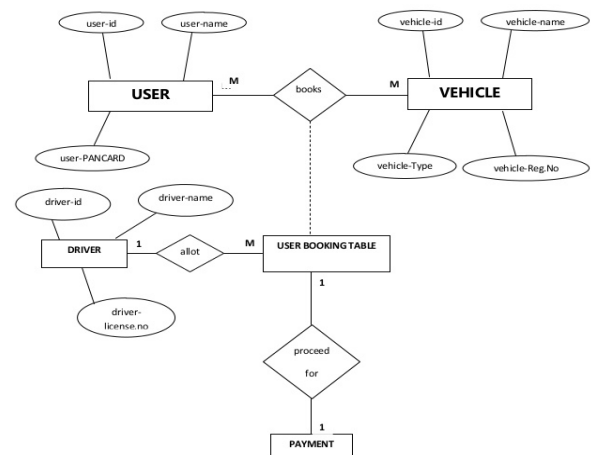 user-id
user-name
vehicle-id
vehicle-name
USER
...M
books
M
VEHICLE
user-PANCARD
vehicle-Type
vehicle-Reg.No
driver-id
driver-name
DRIVER
1
allot
M
USER BOOKING TABLE
driver-
license.no
1
proceed
for
1
PAYMENT